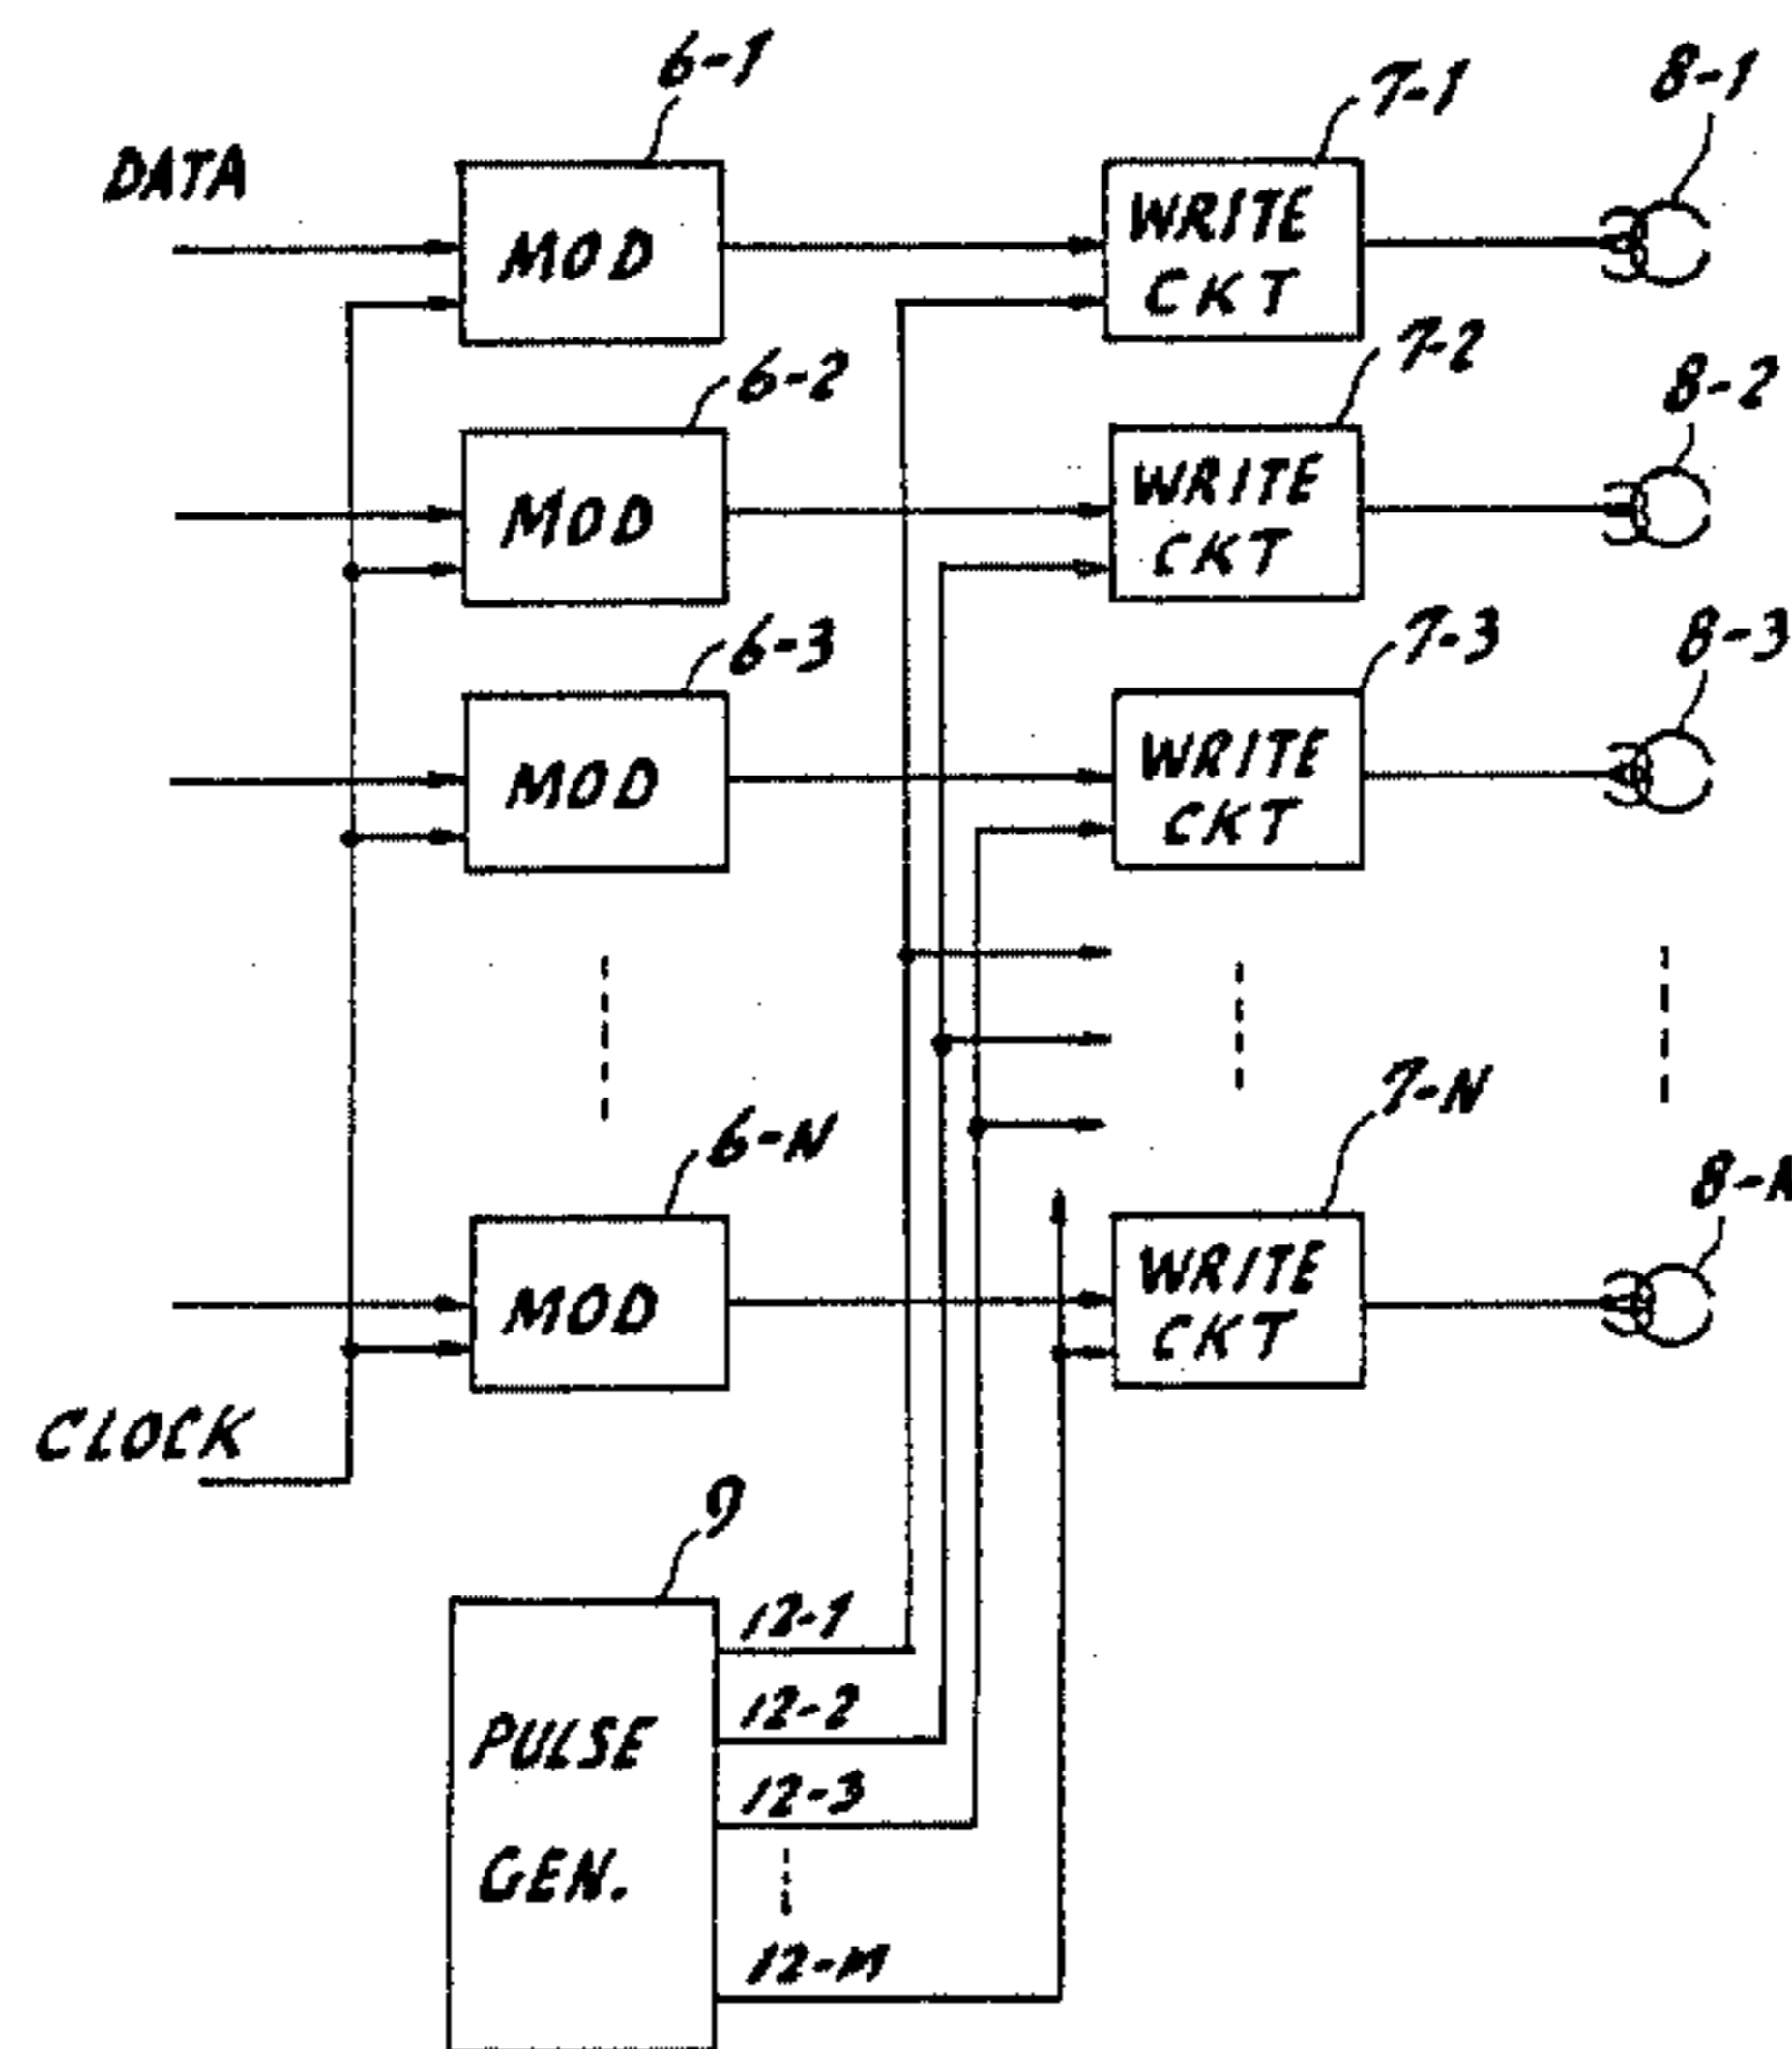 6-1
7-1
8-1
DATA
MOD
WRITE
CKT
6-2
7-2
8-2
MOD
WRITE
CKT
6-3
7-3
8-3
MOD
WRITE
CKT
6-N
7-N
MOD
WRITE
CKT
CLOCK
9
12-1
12-2
12-3
12-M
PULSE
GEN.